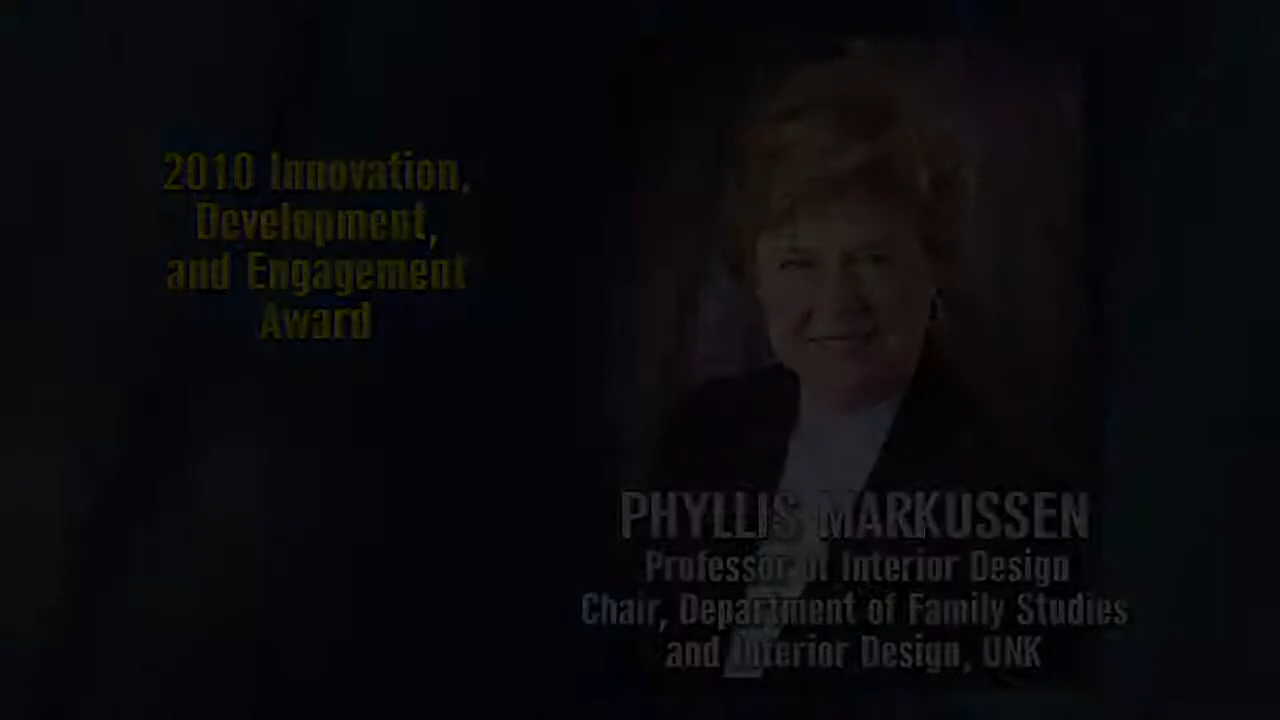 2010 Innovation,
Development,
and Engagement
Award
PHYLLIS MARKUSSEN
Professor of Interior Design
Chair, Department of Family Studies
and Interior Design, UNK